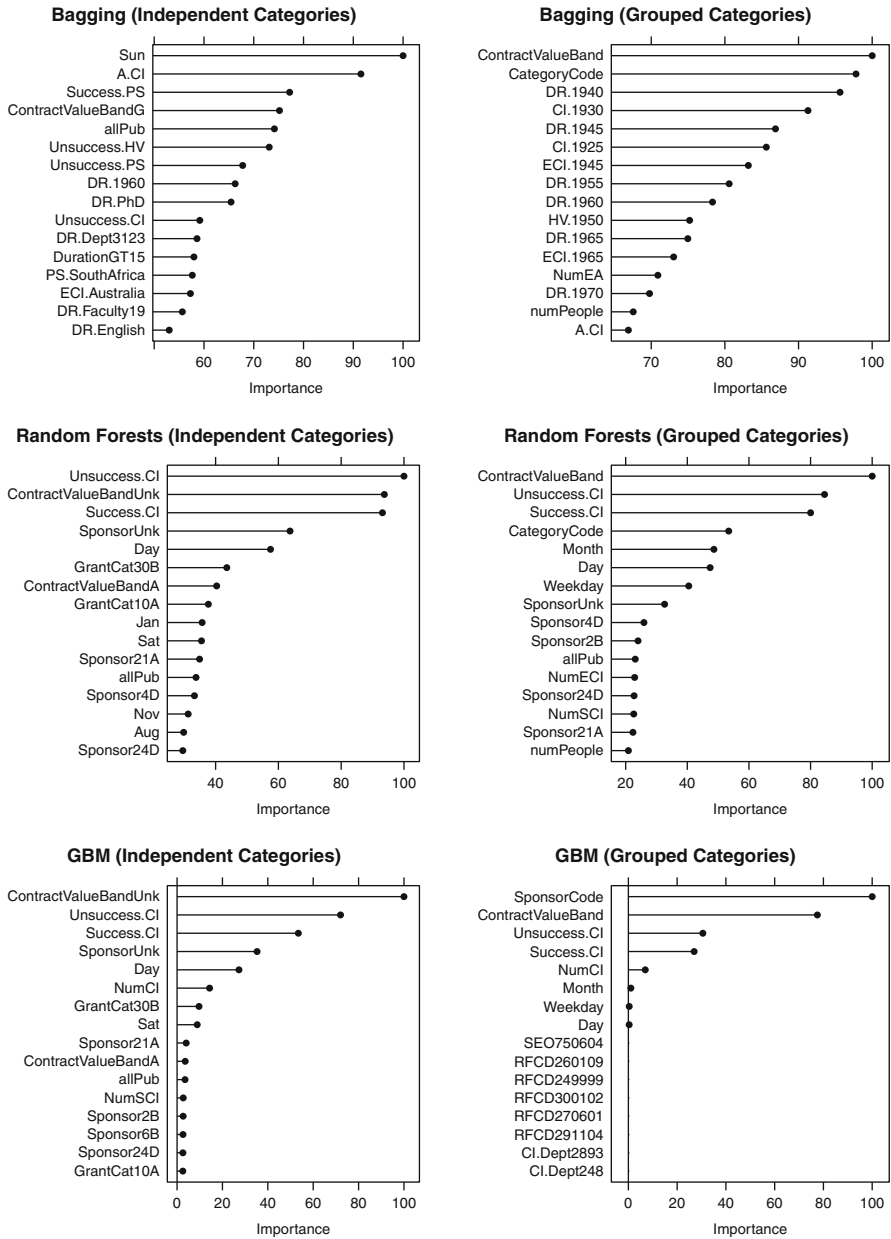 Bagging (Independent Categories)
Sun
A.CI
Success.PS
ContractValueBandG
allPub
Unsuccess.HV
Unsuccess.PS
DR.1960
DR.PhD
Unsuccess.CI
DR.Dept3123
DurationGT15
PS.SouthAfrica
ECI.Australia
DR.Faculty19
DR.English
60 70 80 90 100
Importance
Bagging (Grouped Categories)
ContractValueBand
CategoryCode
DR.1940
CI.1930
DR.1945
CI.1925
ECI.1945
DR.1955
DR.1960
HV.1950
DR.1965
ECI.1965
NumEA
DR.1970
numPeople
A.CI
70 80 90 100
Importance
Random Forests (Independent Categories)
Unsuccess.CI
ContractValueBandUnk
Success.CI
SponsorUnk
Day
GrantCat30B
ContractValueBandA
GrantCat10A
Jan
Sat
Sponsor21A
allPub
Sponsor4D
Nov
Aug
Sponsor24D
40 60 80 100
Importance
Random Forests (Grouped Categories)
ContractValueBand
Unsuccess.CI
Success.CI
CategoryCode
Month
Day
Weekday
SponsorUnk
Sponsor4D
Sponsor2B
allPub
NumECI
Sponsor24D
NumSCI
Sponsor21A
numPeople
20 40 60 80 100
Importance
GBM (Independent Categories)
ContractValueBandUnk
Unsuccess.CI
Success.CI
SponsorUnk
Day
NumCI
GrantCat30B
Sat
Sponsor21A
ContractValueBandA
allPub
NumSCI
Sponsor2B
Sponsor6B
Sponsor24D
GrantCat10A
0 20 40 60 80 100
Importance
GBM (Grouped Categories)
SponsorCode
ContractValueBand
Unsuccess.CI
Success.CI
NumCI
Month
Weekday
Day
SEO750604
RFCD260109
RFCD249999
RFCD300102
RFCD270601
RFCD291104
CI.Dept2893
CI.Dept248
0 20 40 60 80 100
Importance